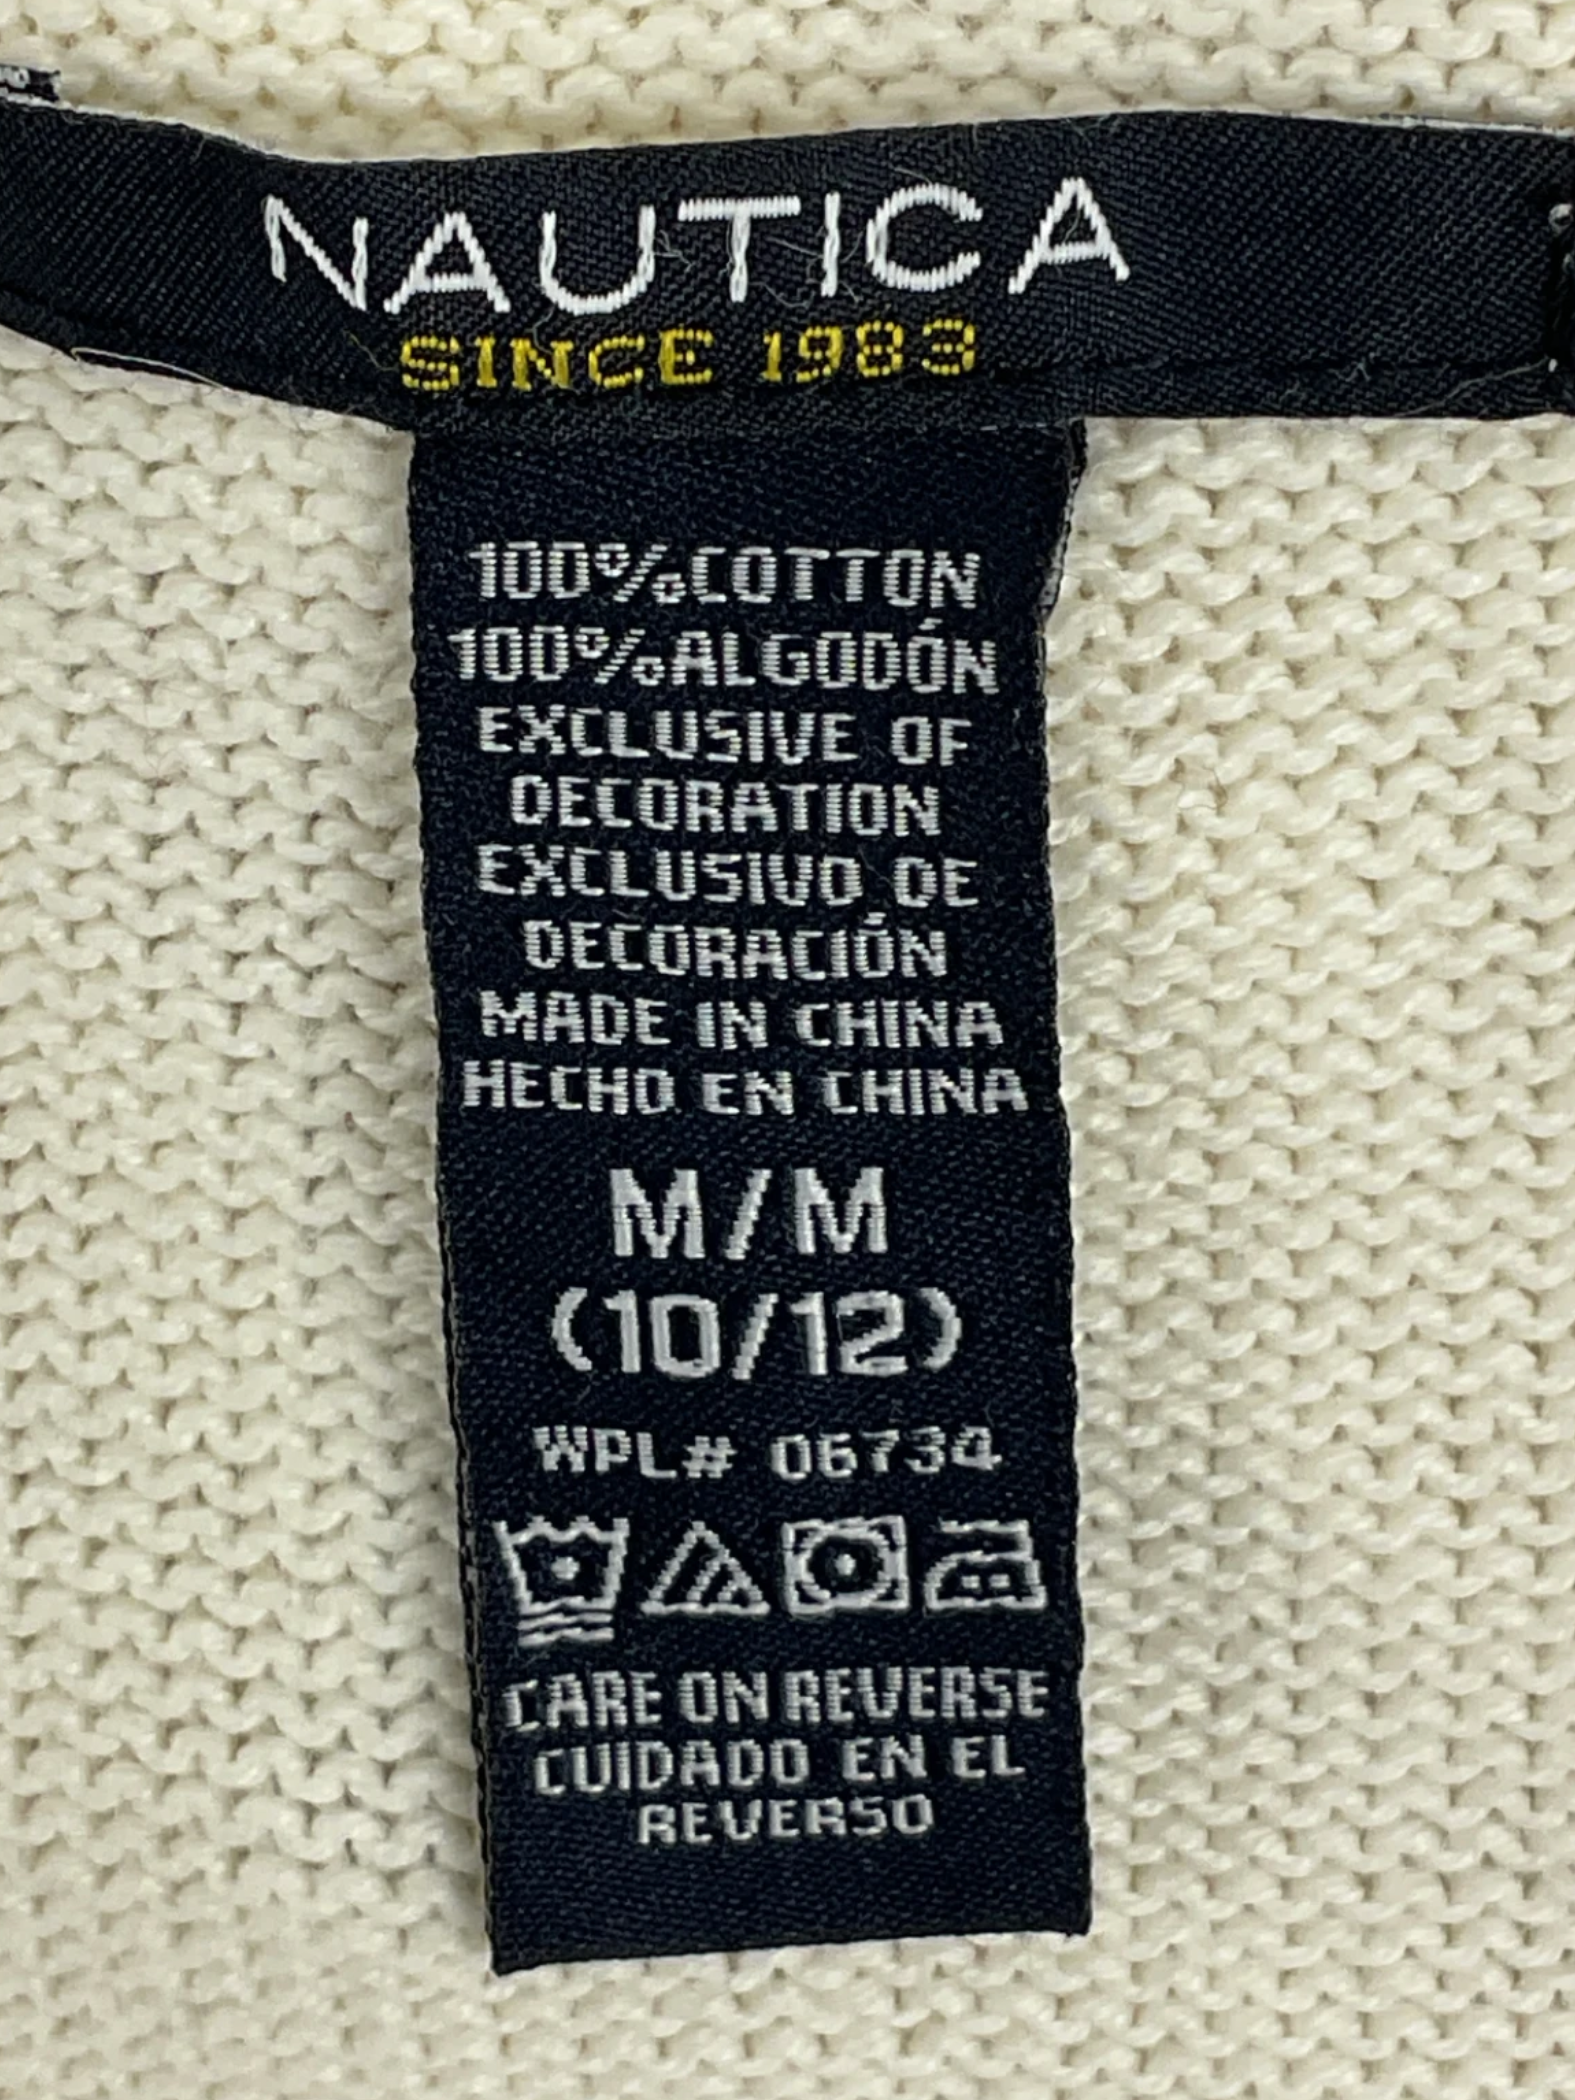 NAUTICA
SINCE 1983
100%COTTON
100%ALGODÓN
EXCLUSIVE OF
DECORATION
EXCLUSIVO DE
DECORACIÓN
MADE IN CHINA
HECHO EN CHINA
M/M
(10/12)
WPL# 06734
CARE ON REVERSE
CUIDADO EN EL
REVERSO